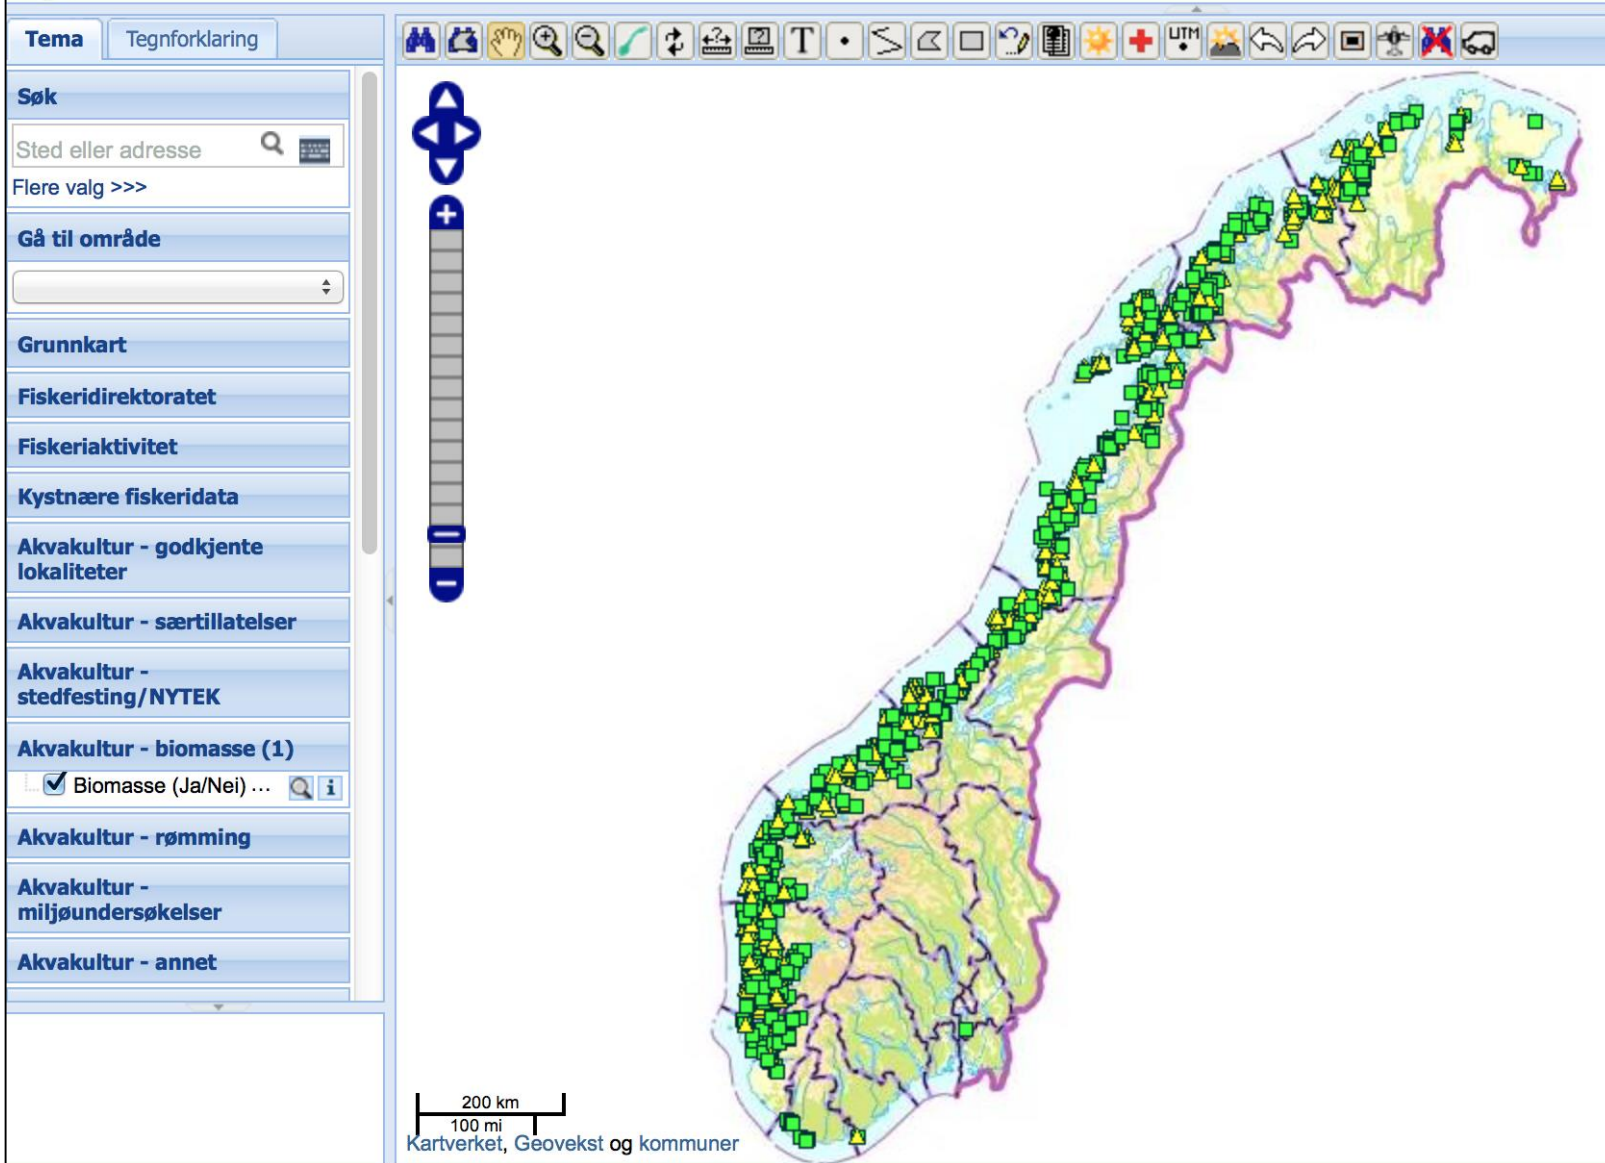 Tema
Tegnforklaring
T
UTM
Søk
Sted eller adresse
Flere valg >>>
Gå til område
Grunnkart
Fiskeridirektoratet
Fiskeriaktivitet
Kystnære fiskeridata
Akvakultur - godkjente
lokaliteter
Akvakultur - særtillatelser
Akvakultur -
stedfesting/NYTEK
Akvakultur - biomasse (1)
Biomasse (Ja/Nei) ...
Akvakultur - rømming
Akvakultur -
miljøundersøkelser
Akvakultur - annet
200 km
100 mi
Kartverket, Geovekst og kommuner